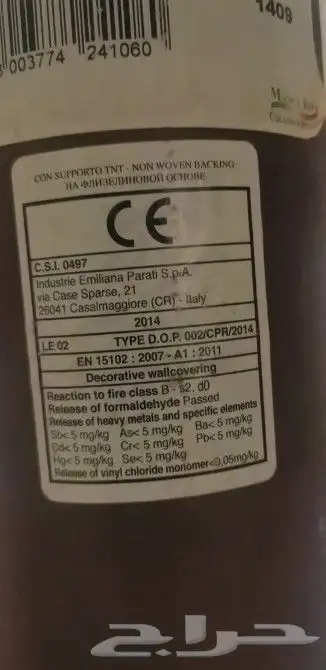 1409
8 003774 241060
CON SUPPORTO TNT - NON WOVEN BACKING
НА ФЛИЗЕЛИНОВОЙ ОСНОВЕ
CE
C.S.I. 0497
Industrie Emiliana Parati S.p.A.
via Case Sparse, 21
26041 Casalmaggiore (CR) - Italy
2014
LE 02 TYPE D.O.P. 002/CPR/2014
EN 15102 : 2007 - A1 : 2011
Decorative wallcovering
Reaction to fire class B - s2, d0
Release of formaldehyde Passed
Release of heavy metals and specific elements
Sb< 5 mg/kg As< 5 mg/kg Ba< 5 mg/kg
Cd< 5 mg/kg Cr< 5 mg/kg Pb< 5 mg/kg
Hg< 5 mg/kg Se< 5 mg/kg
Release of vinyl chloride monomer<0,05mg/kg
حراج